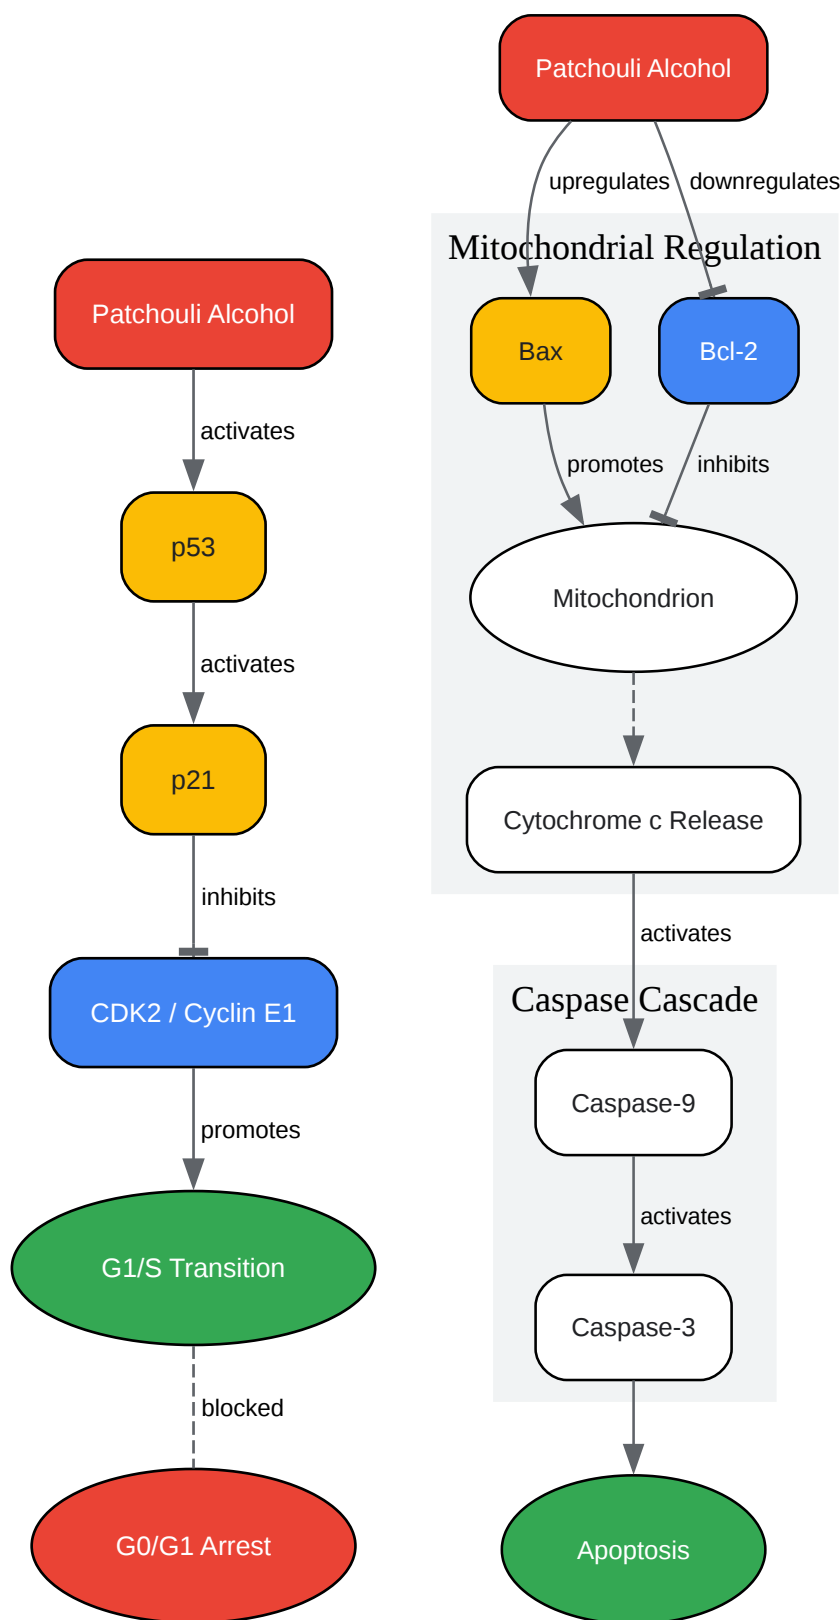 Patchouli Alcohol
activates
p53
activates
p21
inhibits
CDK2 / Cyclin E1
promotes
G1/S Transition
blocked
G0/G1 Arrest
Patchouli Alcohol
upregulates
downregulates
Mitochondrial Regulation
Bax
Bcl-2
promotes
inhibits
Mitochondrion
Cytochrome c Release
activates
Caspase Cascade
Caspase-9
activates
Caspase-3
Apoptosis